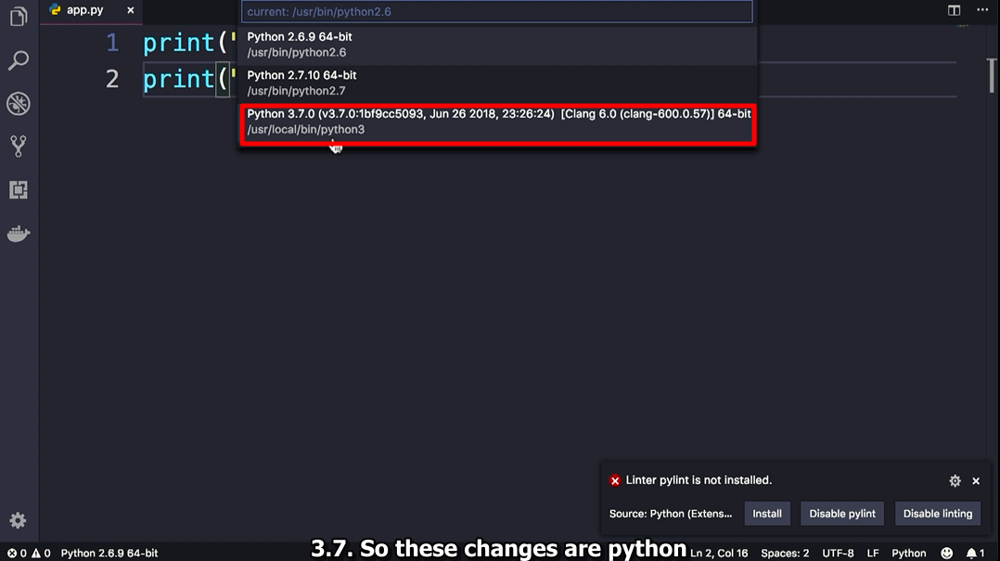 app.py ×
current: /usr/bin/python2.6
Python 2.6.9 64-bit
/usr/bin/python2.6
Python 2.7.10 64-bit
/usr/bin/python2.7
Python 3.7.0 (v3.7.0:1bf9cc5093, Jun 26 2018, 23:26:24) [Clang 6.0 (clang-600.0.57)] 64-bit
/usr/local/bin/python3
1 print('
2 print('
Linter pylint is not installed.
Source: Python (Extens... Install Disable pylint Disable linting
3.7. So these changes are python
0 0 Python 2.6.9 64-bit Ln 2, Col 16 Spaces: 2 UTF-8 LF Python 1